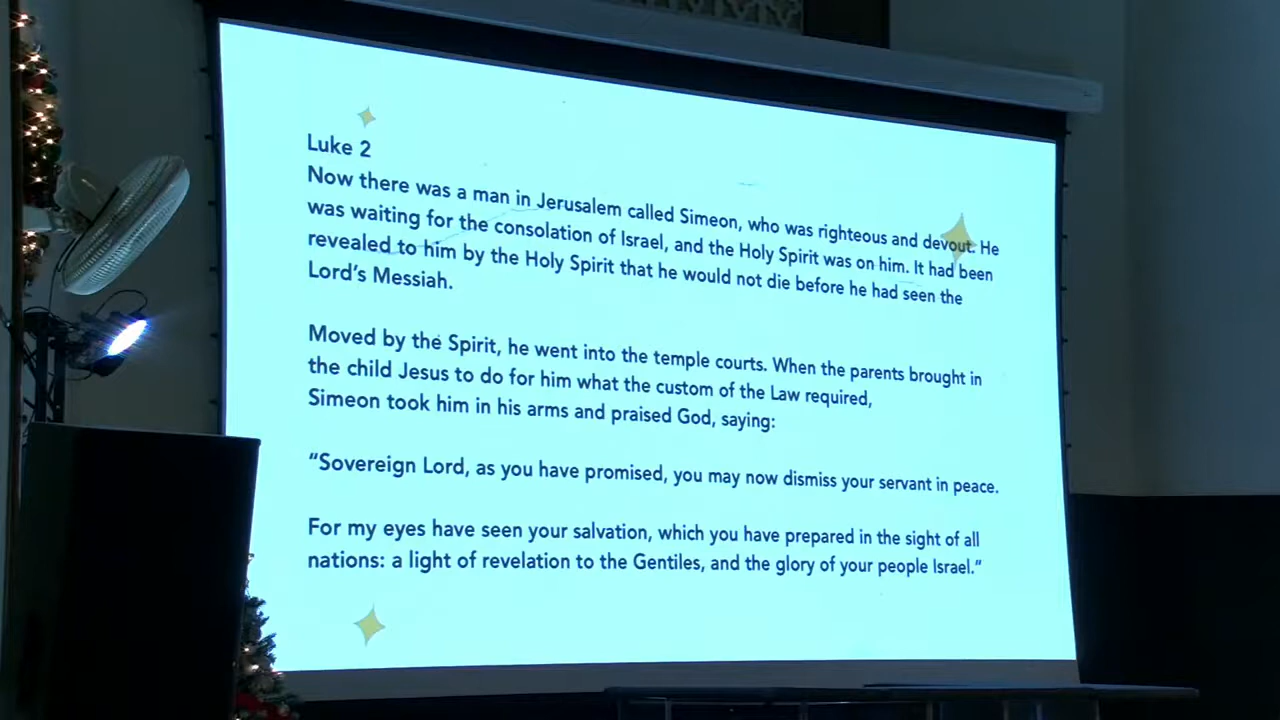 Luke 2
Now there was a man in Jerusalem called Simeon, who was righteous and devout. He
was waiting for the consolation of Israel, and the Holy Spirit was on him. It had been
revealed to him by the Holy Spirit that he would not die before he had seen the
Lord's Messiah.
Moved by the Spirit, he went into the temple courts. When the parents brought in
the child Jesus to do for him what the custom of the Law required,
Simeon took him in his arms and praised God, saying:
“Sovereign Lord, as you have promised, you may now dismiss your servant in peace.
For my eyes have seen your salvation, which you have prepared in the sight of all
nations: a light of revelation to the Gentiles, and the glory of your people Israel.”